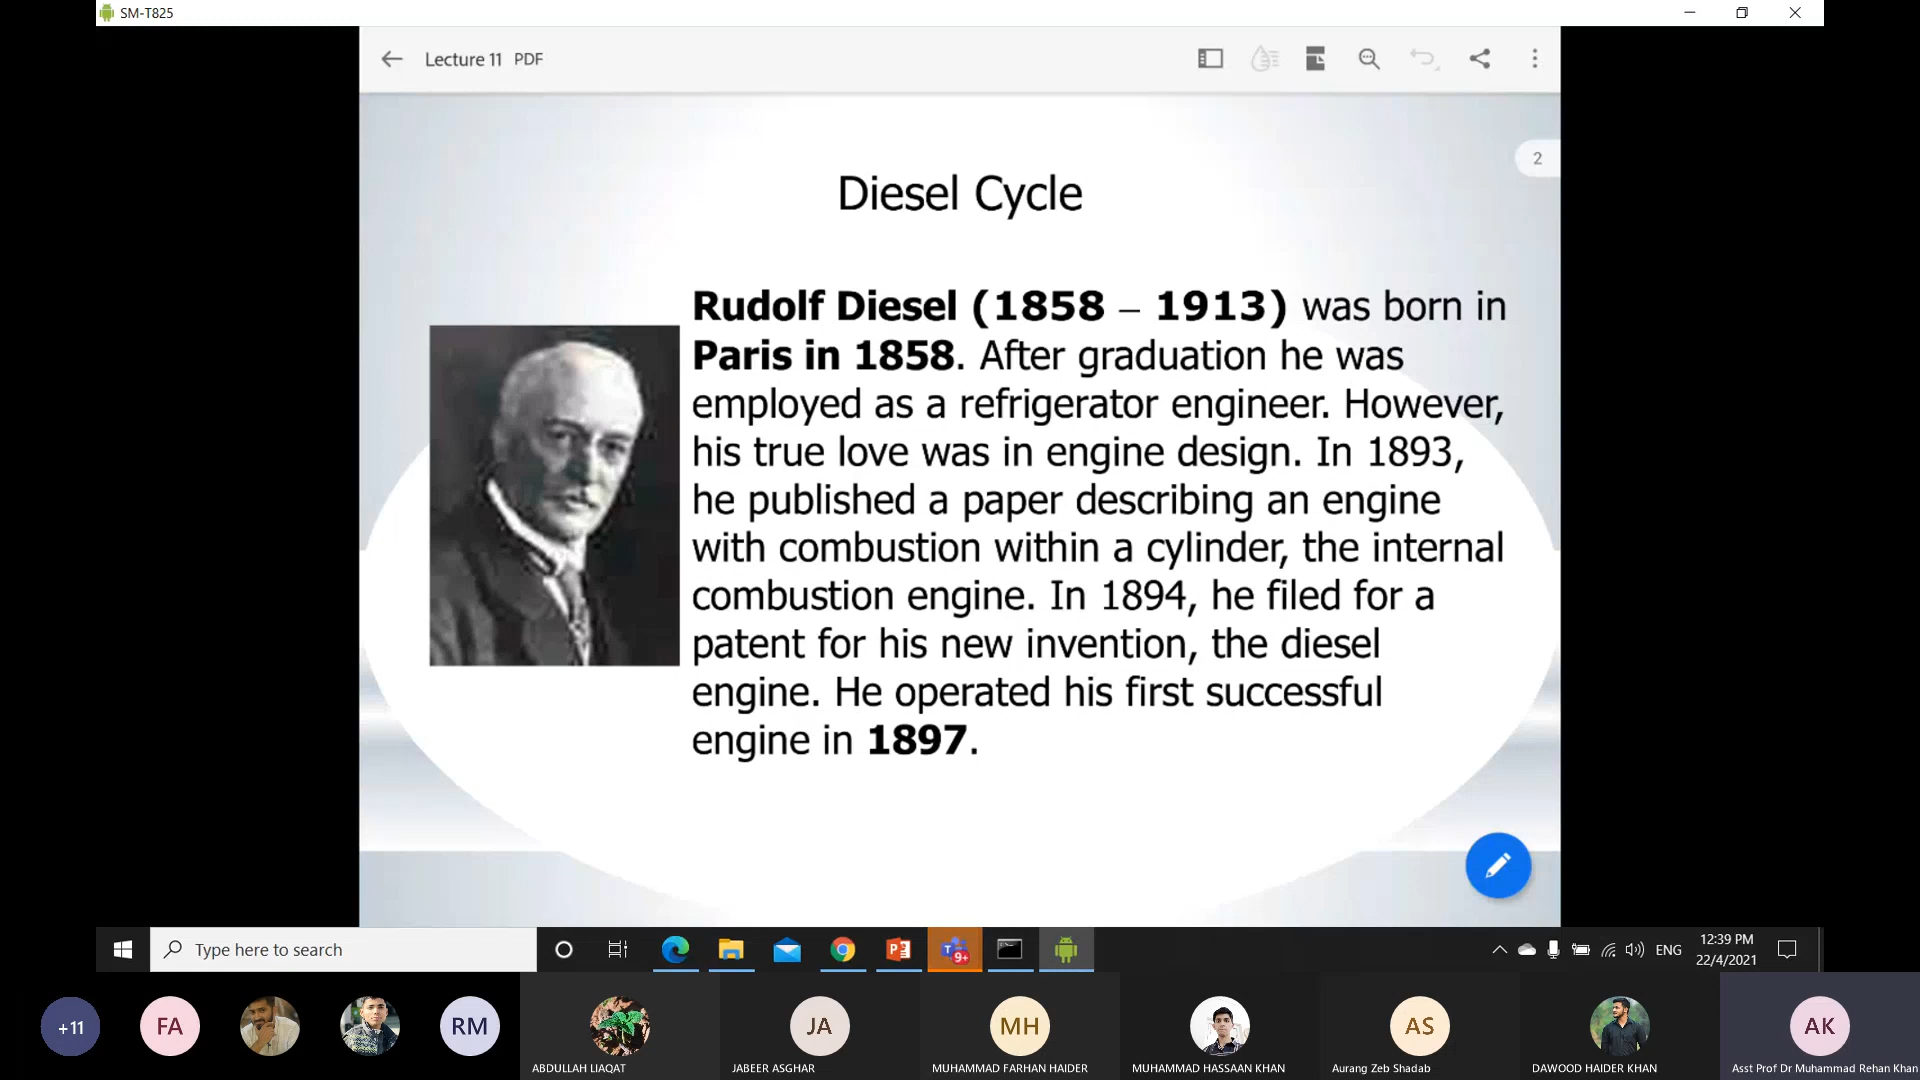 SM-T825
Lecture 11 PDF
2
Diesel Cycle
Rudolf Diesel (1858 – 1913) was born in
Paris in 1858. After graduation he was
employed as a refrigerator engineer. However,
his true love was in engine design. In 1893,
he published a paper describing an engine
with combustion within a cylinder, the internal
combustion engine. In 1894, he filed for a
patent for his new invention, the diesel
engine. He operated his first successful
engine in 1897.
Type here to search
9+
ENG
12:39 PM
22/4/2021
+11
FA
RM
JA
MH
AS
AK
ABDULLAH LIAQAT
JABEER ASGHAR
MUHAMMAD FARHAN HAIDER
MUHAMMAD HASSAAN KHAN
Aurang Zeb Shadab
DAWOOD HAIDER KHAN
Asst Prof Dr Muhammad Rehan Khan